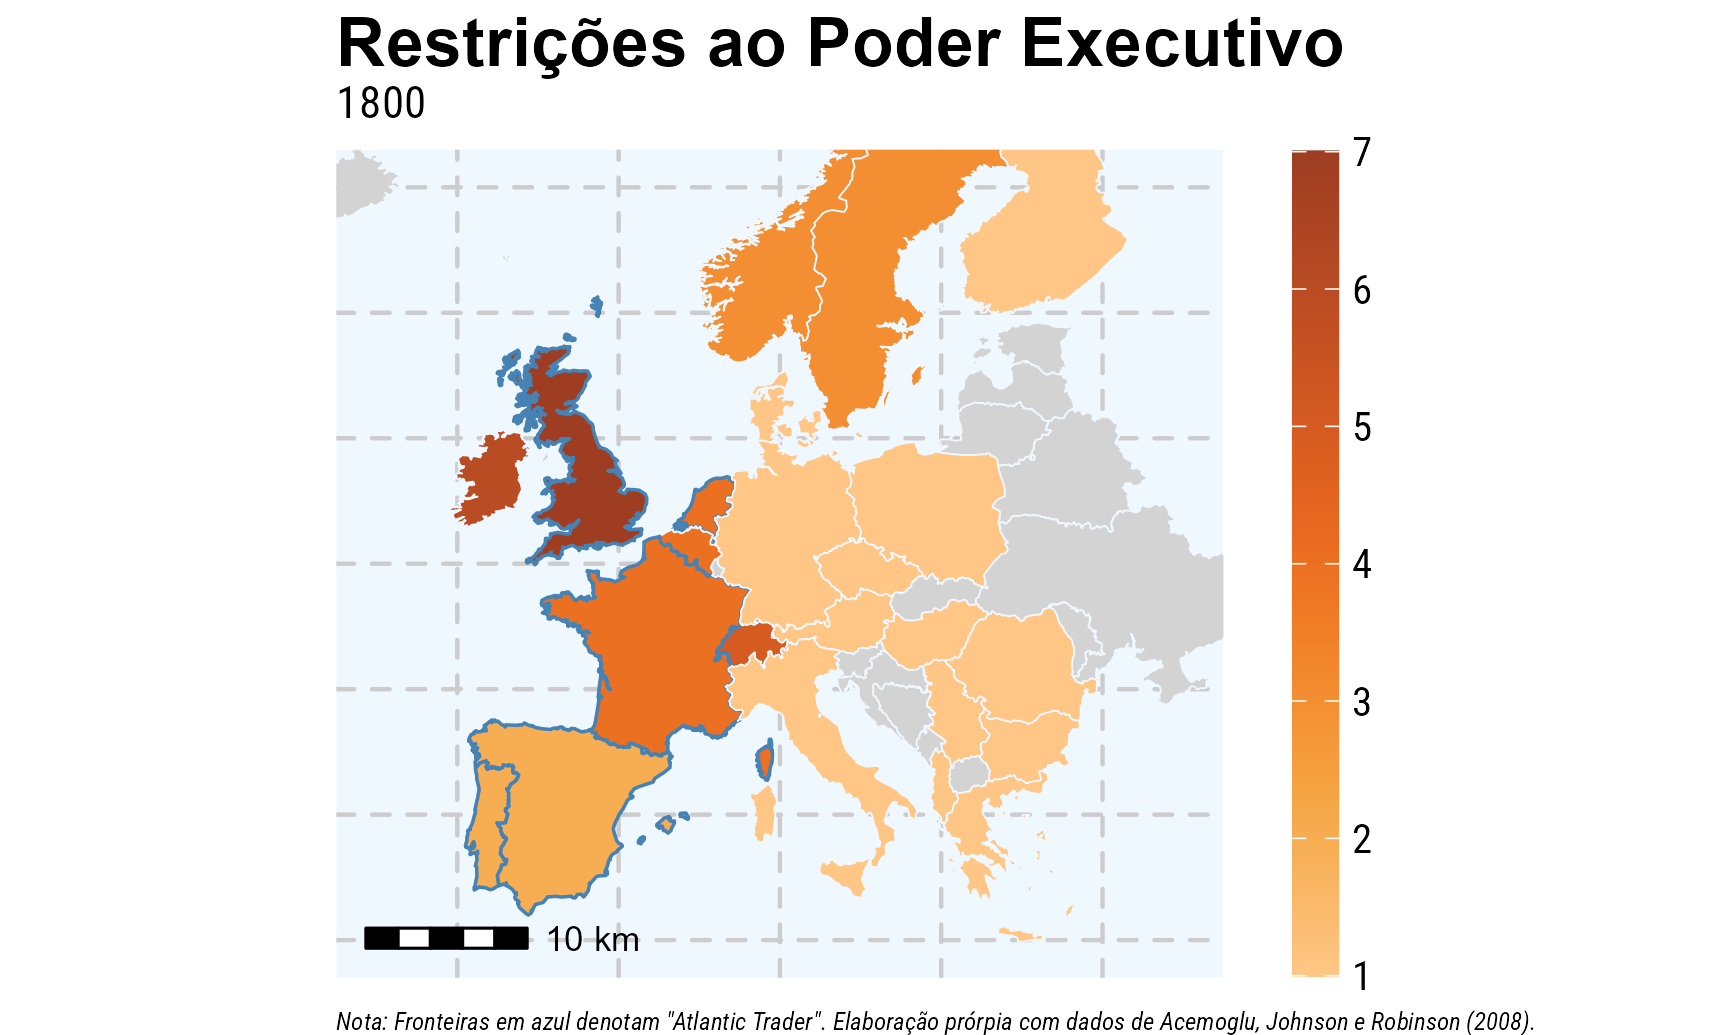 Restrições ao Poder Executivo
1800
7
6
5
4
3
2
1
10 km
Nota: Fronteiras em azul denotam "Atlantic Trader". Elaboração prórpia com dados de Acemoglu, Johnson e Robinson (2008).